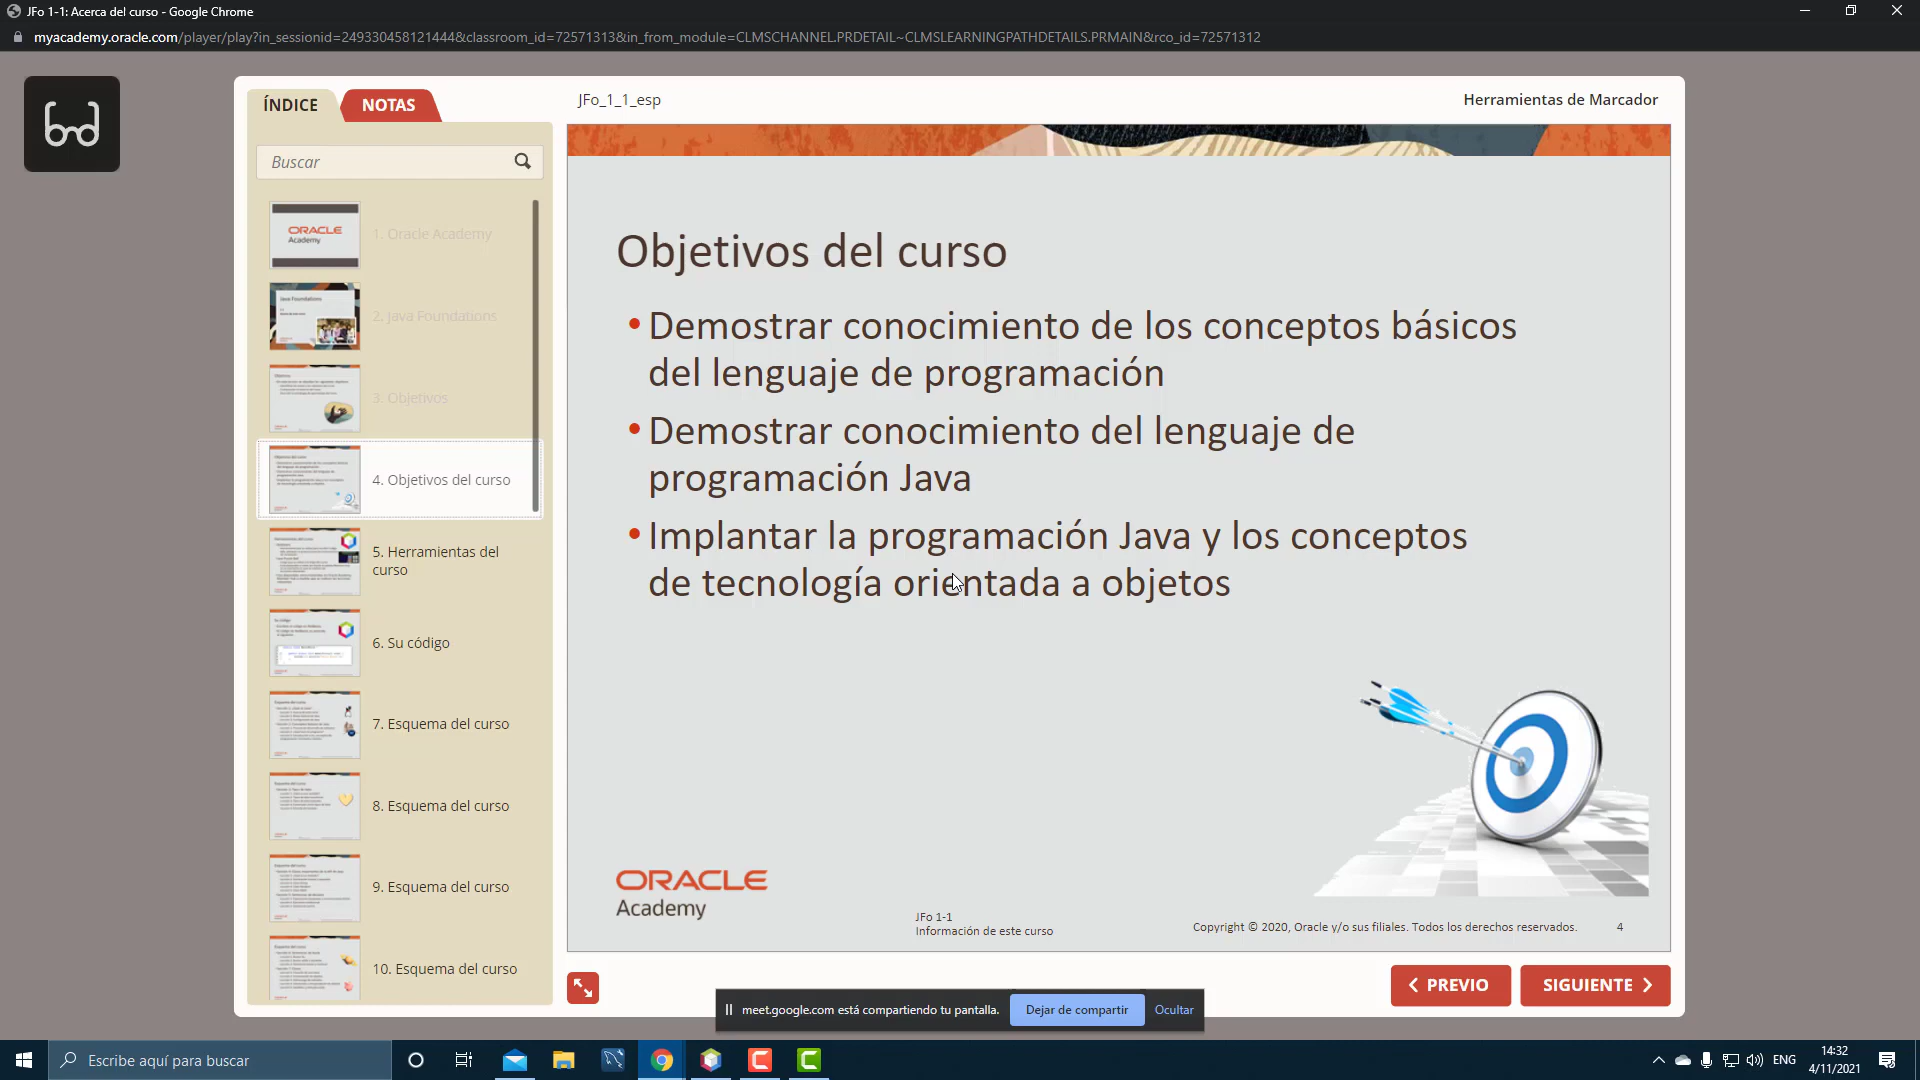 JFo 1-1: Acerca del curso - Google Chrome
myacademy.oracle.com/player/play?in_sessionid=249330458121444&classroom_id=72571313&in_from_module=CLMSCHANNEL.PRDETAIL~CLMSLEARNINGPATHDETAILS.PRMAIN&rco_id=72571312
ÍNDICE
NOTAS
JFo_1_1_esp
Herramientas de Marcador
Buscar
ORACLE
Academy
1. Oracle Academy
Java Foundations
2. Java Foundations
3. Objetivos
4. Objetivos del curso
5. Herramientas del
curso
6. Su código
7. Esquema del curso
8. Esquema del curso
9. Esquema del curso
10. Esquema del curso
Objetivos del curso
• Demostrar conocimiento de los conceptos básicos
del lenguaje de programación
• Demostrar conocimiento del lenguaje de
programación Java
• Implantar la programación Java y los conceptos
de tecnología orientada a objetos
ORACLE
Academy
JFo 1-1
Información de este curso
Copyright © 2020, Oracle y/o sus filiales. Todos los derechos reservados.
4
PREVIO
SIGUIENTE
meet.google.com está compartiendo tu pantalla.
Dejar de compartir
Ocultar
Escribe aquí para buscar
ENG
14:32
4/11/2021